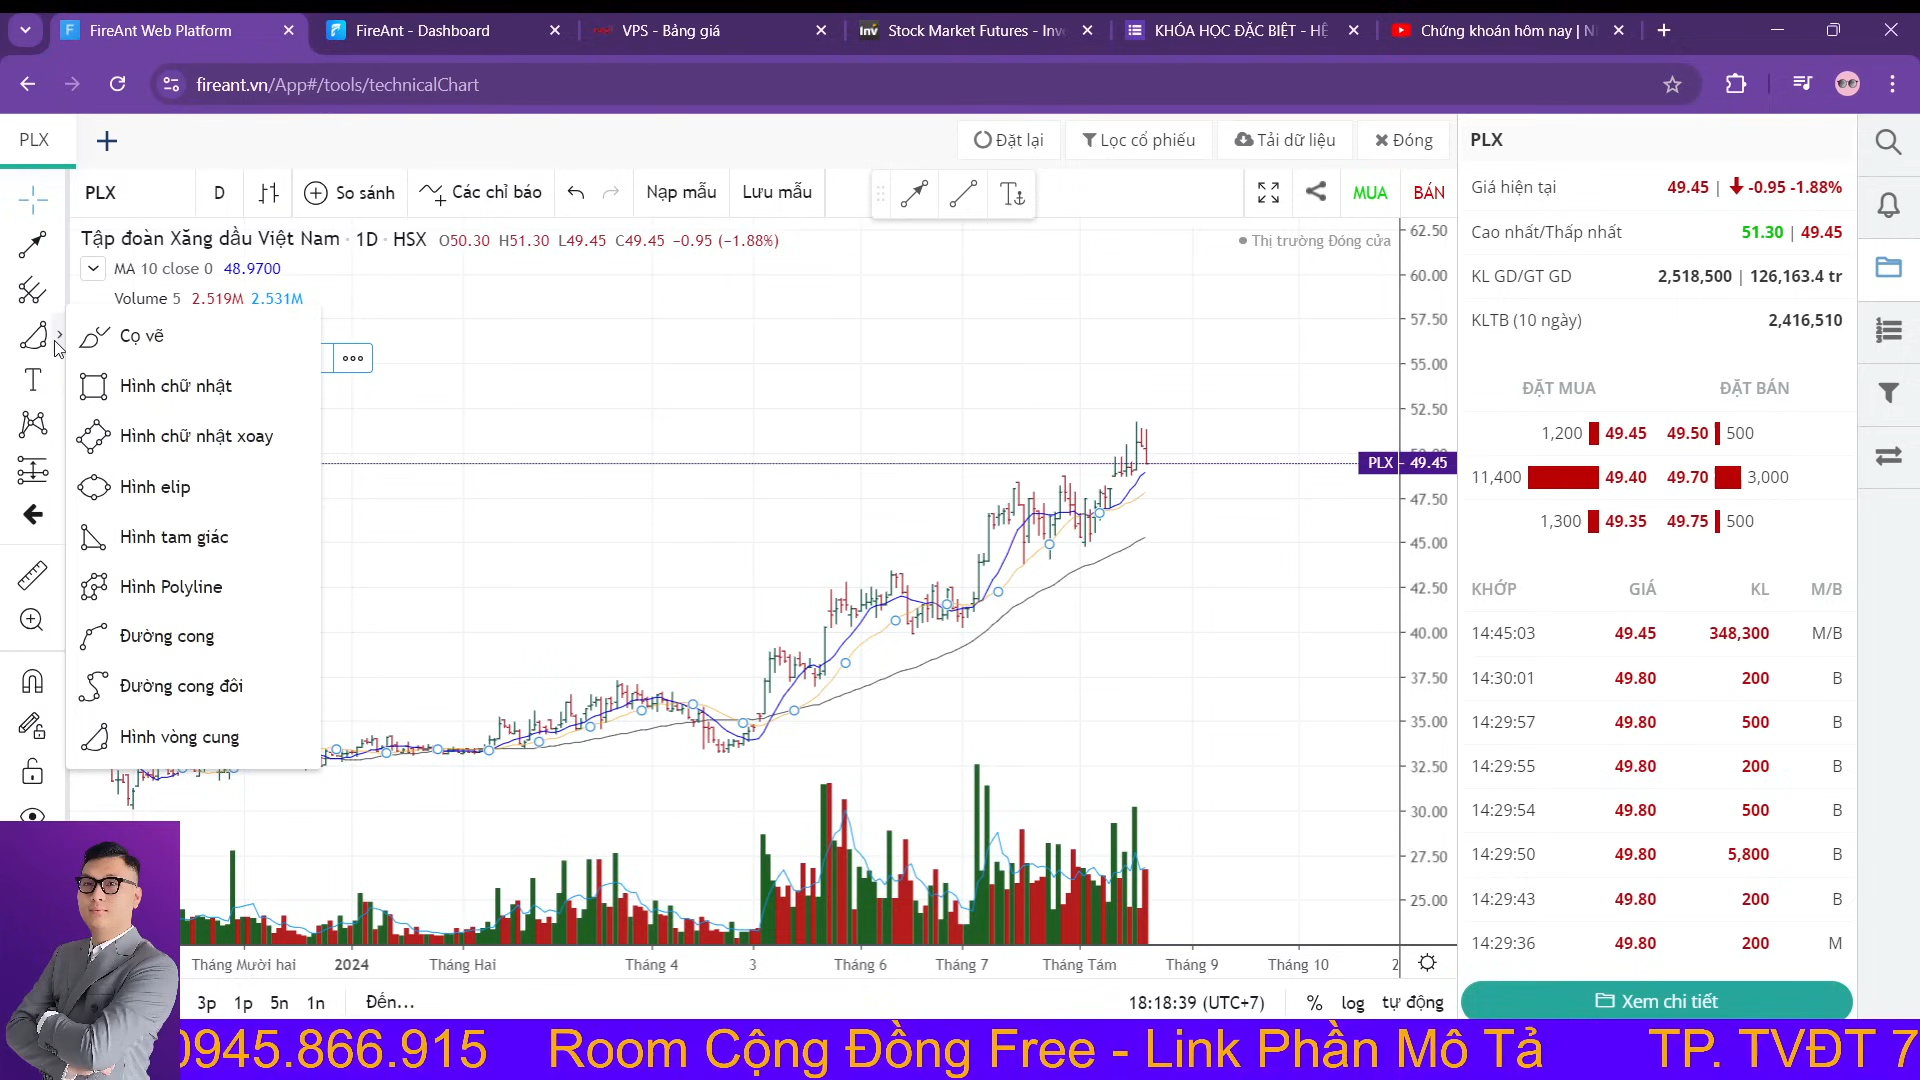 FireAnt Web Platform
FireAnt - Dashboard
VPS - Bảng giá
Inv Stock Market Futures - Inv
KHÓA HỌC ĐẶC BIỆT - HỆ
Chứng khoán hôm nay | N
fireant.vn/App#/tools/technicalChart
PLX
Đặt lại
Lọc cổ phiếu
Tải dữ liệu
Đóng
PLX
PLX
D
So sánh
Các chỉ báo
Nạp mẫu
Lưu mẫu
MUA
BÁN
Tập đoàn Xăng dầu Việt Nam · 1D · HSX O50.30 H51.30 L49.45 C49.45 -0.95 (-1.88%)
Thị trường Đóng cửa
MA 10 close 0 48.9700
Volume 5 2.519M 2.531M
Cọ vẽ
Hình chữ nhật
Hình chữ nhật xoay
Hình elip
Hình tam giác
Hình Polyline
Đường cong
Đường cong đôi
Hình vòng cung
62.50
60.00
57.50
55.00
52.50
PLX 49.45
47.50
45.00
42.50
40.00
37.50
35.00
32.50
30.00
27.50
25.00
Tháng Mười hai 2024 Tháng Hai Tháng 4 3 Tháng 6 Tháng 7 Tháng Tám Tháng 9 Tháng 10 2
3p 1p 5n 1n Đến...
18:18:39 (UTC+7) % log tự động
Giá hiện tại 49.45 | -0.95 -1.88%
Cao nhất/Thấp nhất 51.30 | 49.45
KL GD/GT GD 2,518,500 | 126,163.4 tr
KLTB (10 ngày) 2,416,510
ĐẶT MUA ĐẶT BÁN
1,200 49.45 49.50 500
11,400 49.40 49.70 3,000
1,300 49.35 49.75 500
KHỚP GIÁ KL M/B
14:45:03 49.45 348,300 M/B
14:30:01 49.80 200 B
14:29:57 49.80 500 B
14:29:55 49.80 200 B
14:29:54 49.80 500 B
14:29:50 49.80 5,800 B
14:29:43 49.80 200 B
14:29:36 49.80 200 M
Xem chi tiết
0945.866.915 Room Cộng Đồng Free - Link Phần Mô Tả TP. TVĐT 7